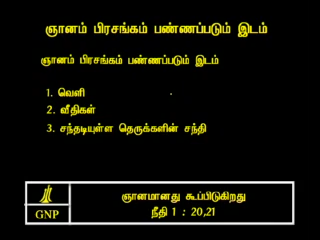 ஞானம் பிரசங்கம் பண்ணப்படும் இடம்
ஞானம் பிரசங்கம் பண்ணப்படும் இடம்
1. வெளி
2. வீதிகள்
3. சந்தடியுள்ள தெருக்களின் சந்தி
GNP
ஞானமானது கூப்பிடுகிறது
நீதி 1 : 20,21